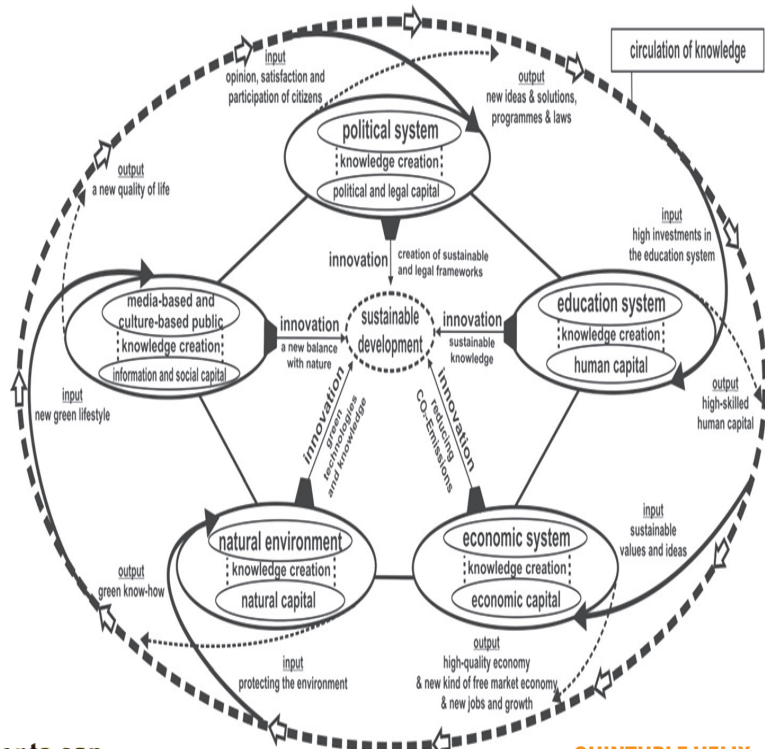 circulation of knowledge
input
opinion, satisfaction and
participation of citizens
output
new ideas & solutions,
programmes & laws
political system
knowledge creation
political and legal capital
output
a new quality of life
input
high investments in
the education system
innovation
creation of sustainable
and legal frameworks
media-based and
culture-based public
knowledge creation
information and social capital
innovation
a new balance
with nature
sustainable
development
innovation
sustainable
knowledge
education system
knowledge creation
human capital
input
new green lifestyle
output
high-skilled
human capital
innovation
green
technologies
and knowledge
innovation
reducing
CO₂-Emissions
natural environment
knowledge creation
natural capital
economic system
knowledge creation
economic capital
input
sustainable
values and ideas
output
green know-how
input
protecting the environment
output
high-quality economy
& new kind of free market economy
& new jobs and growth
can